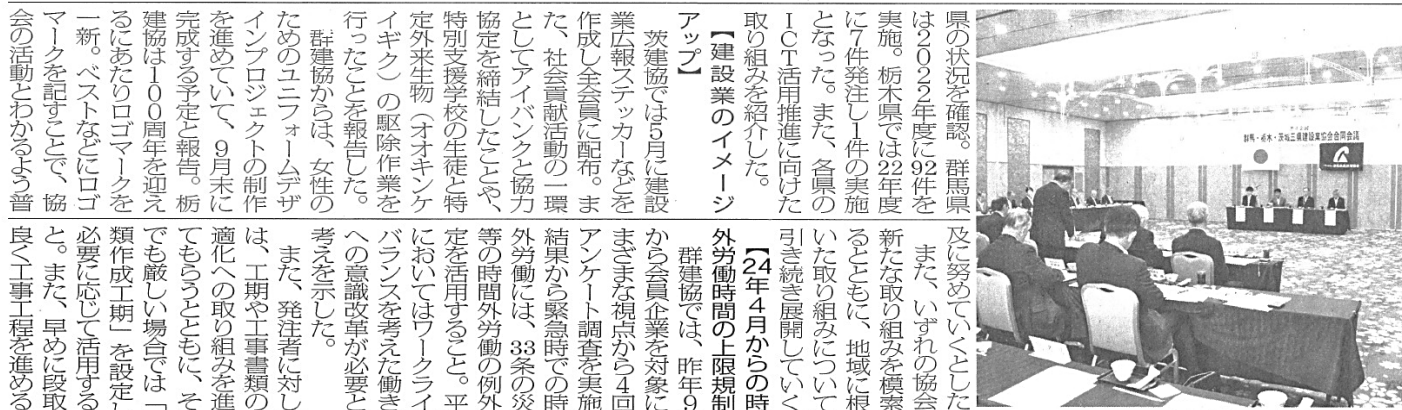 県の状況を確認。群馬県
は2022年度に92件を
実施。栃木県では22年度
に7件発注し1件の実施
となった。また、各県の
ICT活用推進に向けた
取り組みを紹介した。
【建設業のイメージ
アップ】
茨建協では5月に建設
業広報ステッカーなどを
作成し全会員に配布。ま
た、社会貢献活動の一環
としてアイバンクと協力
協定を締結したことや、
特別支援学校の生徒と特
定外来生物(オオキンケ
イギク)の駆除作業を
行ったことを報告した。
群建協からは、女性の
ためのユニフォームデザ
インプロジェクトの制作
を進めていて、9月末に
完成する予定と報告。栃
建協は100周年を迎え
るにあたりロゴマークを
一新。ベストなどにロゴ
マークを記すことで、協
会の活動とわかるよう普
及に努めていくとした
また、いずれの協会
新たな取り組みを模索
るとともに、地域に根
いた取り組みについて
引き続き展開していく
【24年4月からの時
外労働時間の上限規制
群建協では、昨年9
から会員企業を対象に
まざまな視点から4回
アンケート調査を実施
結果から緊急時での時
外労働には、33条の災
等の時間外労働の例外
定を活用すること。平
においてはワークライ
バランスを考えた働き
への意識改革が必要と
考えを示した。
また、発注者に対し
は、工期や工事書類の
適化への取り組みを進
てもらうとともに、そ
でも厳しい場合では「
類作成工期」を設定し
必要に応じて活用する
と。また、早めに段取
良く工事工程を進める
群馬・栃木・茨城三県建設業協会合同会議